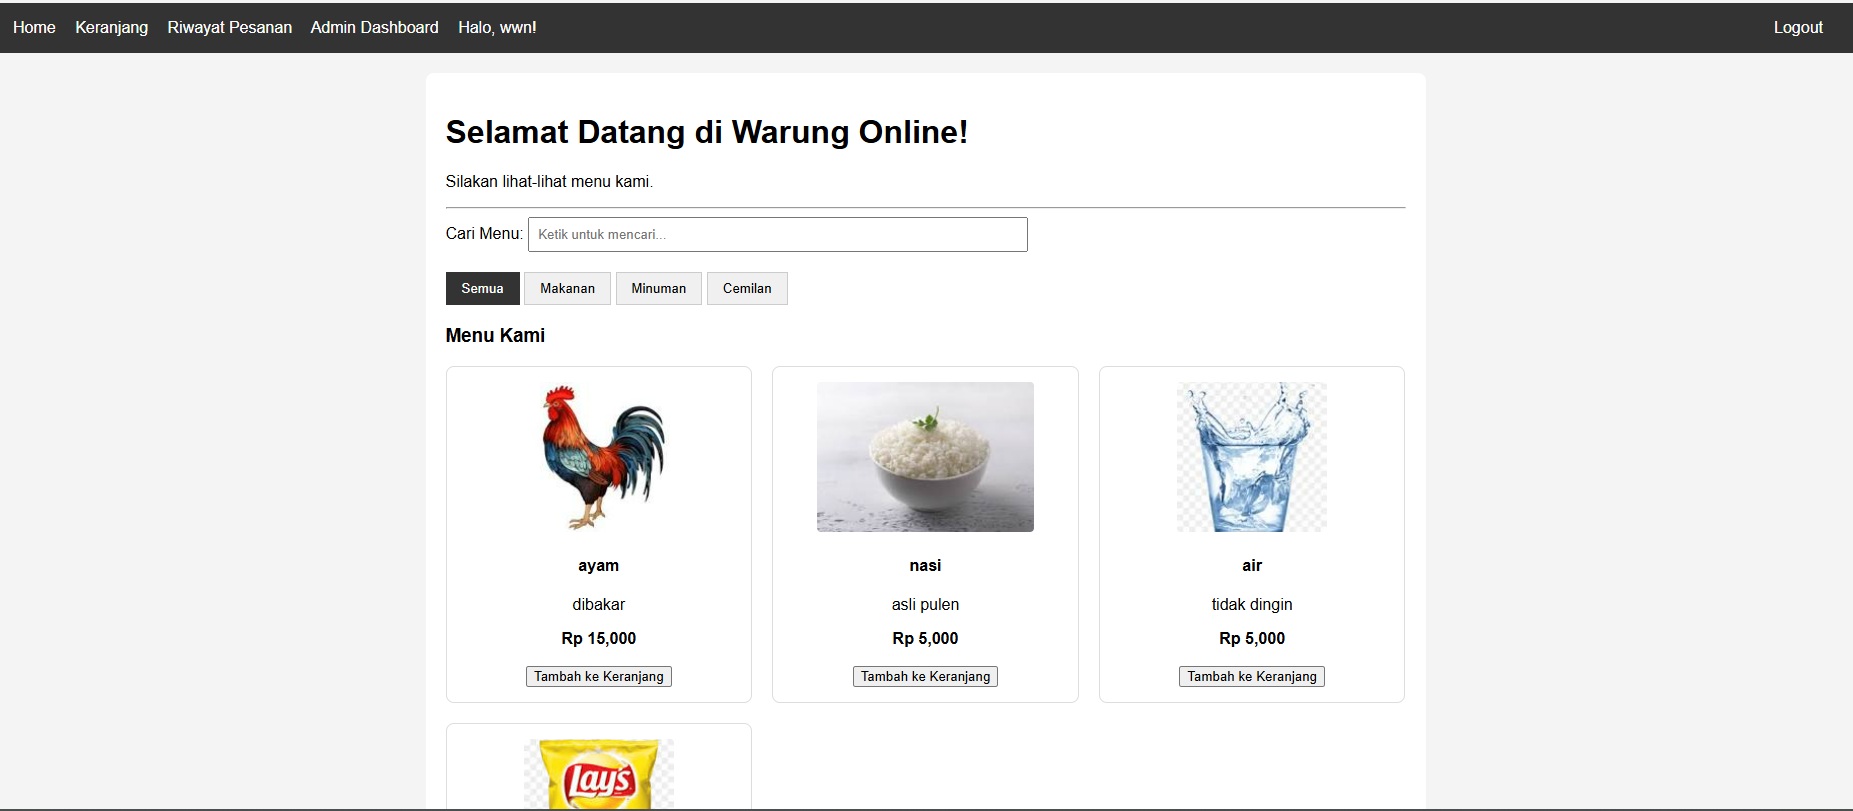 Home Keranjang Riwayat Pesanan Admin Dashboard Halo, wwn! Logout
Selamat Datang di Warung Online!
Silakan lihat-lihat menu kami.
Cari Menu: Ketik untuk mencari...
Semua Makanan Minuman Cemilan
Menu Kami
ayam
dibakar
Rp 15,000
Tambah ke Keranjang
nasi
asli pulen
Rp 5,000
Tambah ke Keranjang
air
tidak dingin
Rp 5,000
Tambah ke Keranjang
Lay's